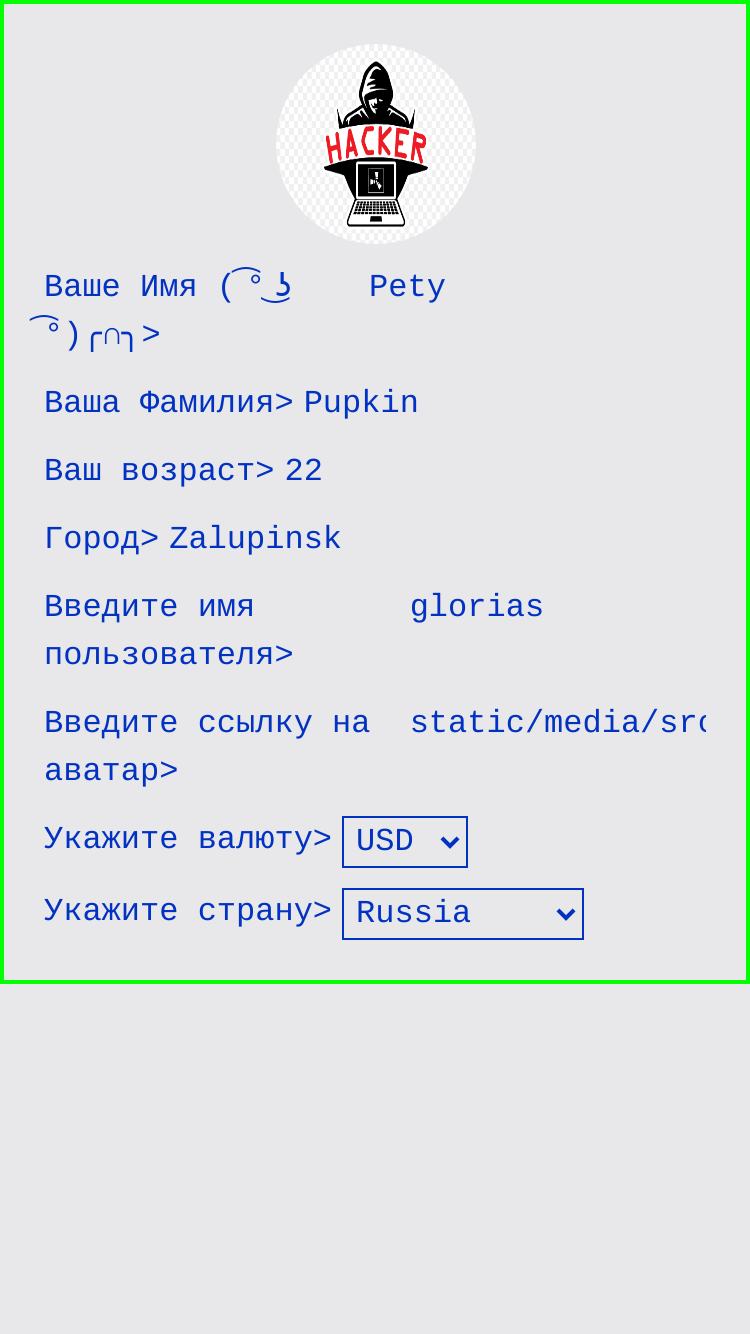 HACKER
Ваше Имя ( ͡° ͜ʖ Pety
͡°)╭∩╮>
Ваша Фамилия> Pupkin
Ваш возраст> 22
Город> Zalupinsk
Введите имя glorias
пользователя>
Введите ссылку на static/media/src
аватар>
Укажите валюту> USD
Укажите страну> Russia